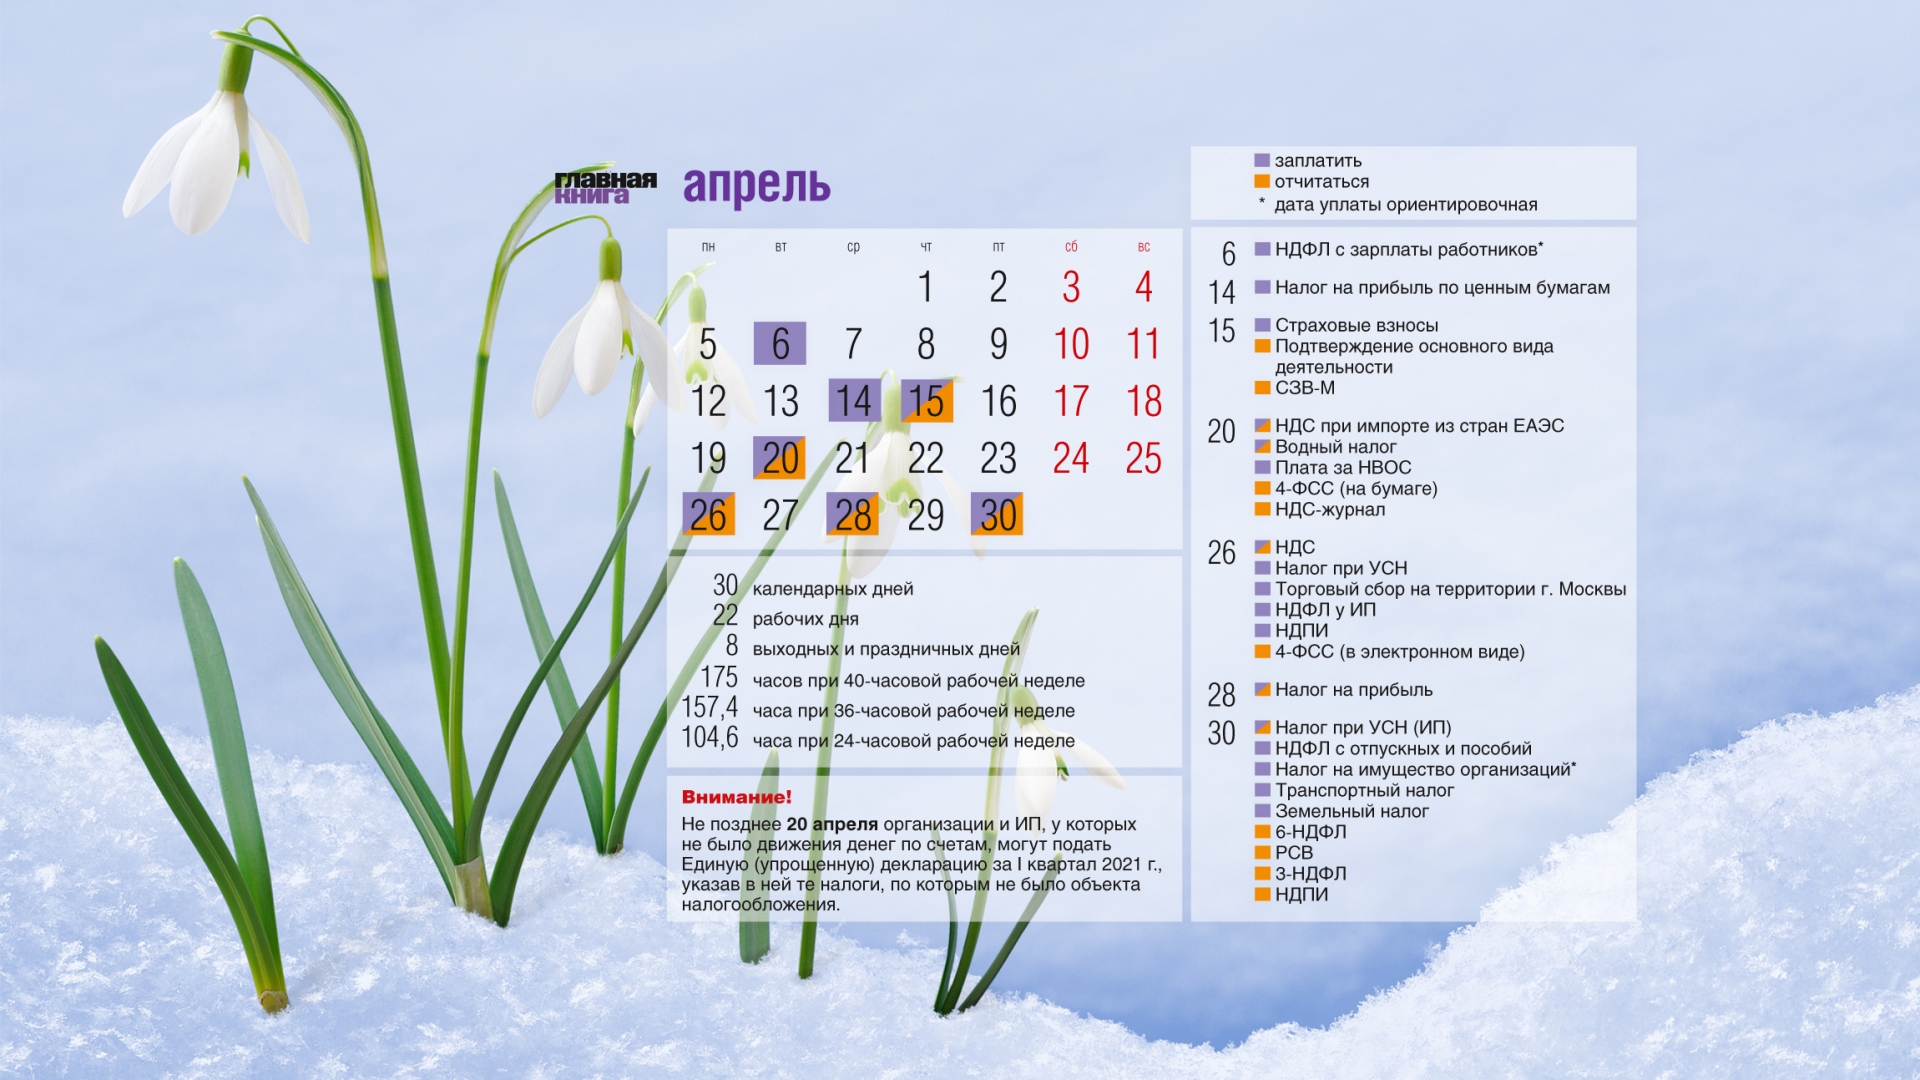 главная
книга
апрель
пн вт ср чт пт сб вс
1 2 3 4
5 6 7 8 9 10 11
12 13 14 15 16 17 18
19 20 21 22 23 24 25
26 27 28 29 30
30 календарных дней
22 рабочих дня
8 выходных и праздничных дней
175 часов при 40-часовой рабочей неделе
157,4 часа при 36-часовой рабочей неделе
104,6 часа при 24-часовой рабочей неделе
Внимание!
Не позднее 20 апреля организации и ИП, у которых
не было движения денег по счетам, могут подать
Единую (упрощенную) декларацию за I квартал 2021 г.,
указав в ней те налоги, по которым не было объекта
налогообложения.
заплатить
отчитаться
* дата уплаты ориентировочная
6 НДФЛ с зарплаты работников*
14 Налог на прибыль по ценным бумагам
15 Страховые взносы
Подтверждение основного вида
деятельности
СЗВ-М
20 НДС при импорте из стран ЕАЭС
Водный налог
Плата за НВОС
4-ФСС (на бумаге)
НДС-журнал
26 НДС
Налог при УСН
Торговый сбор на территории г. Москвы
НДФЛ у ИП
НДПИ
4-ФСС (в электронном виде)
28 Налог на прибыль
30 Налог при УСН (ИП)
НДФЛ с отпускных и пособий
Налог на имущество организаций*
Транспортный налог
Земельный налог
6-НДФЛ
РСВ
3-НДФЛ
НДПИ